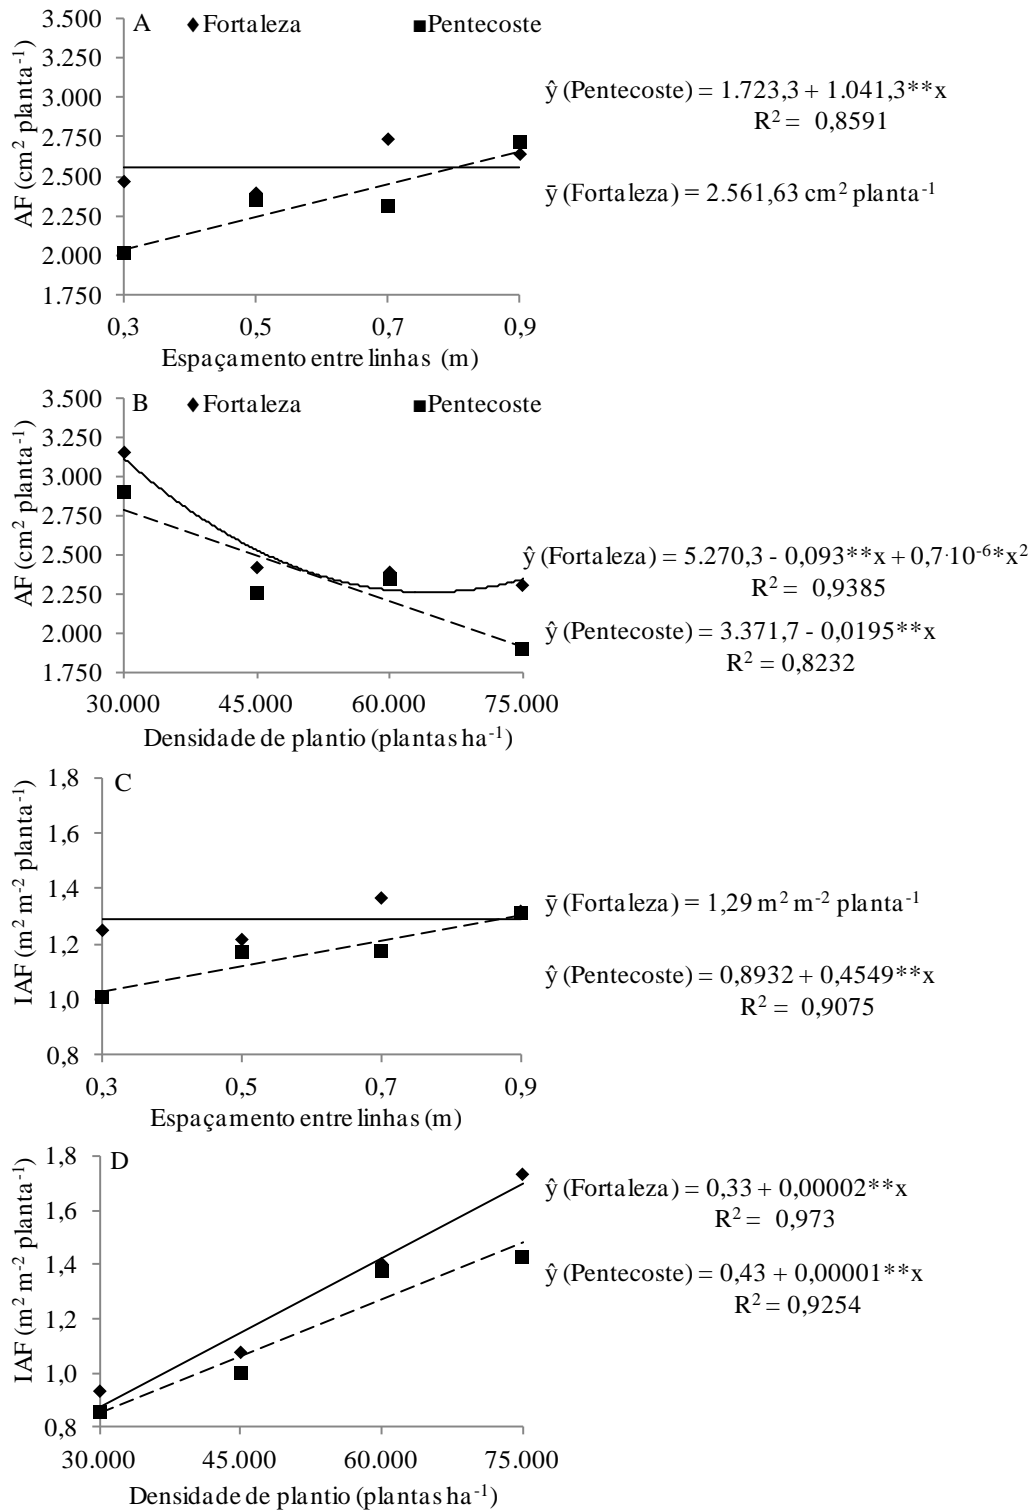 A ♦Fortaleza ■Pentecoste
AF (cm² planta⁻¹)
3.500
3.250
3.000
2.750
2.500
2.250
2.000
1.750
0,3 0,5 0,7 0,9
Espaçamento entre linhas (m)
ŷ (Pentecoste) = 1.723,3 + 1.041,3**x
R² = 0,8591
ȳ (Fortaleza) = 2.561,63 cm² planta⁻¹
B ♦Fortaleza ■Pentecoste
AF (cm² planta⁻¹)
3.500
3.250
3.000
2.750
2.500
2.250
2.000
1.750
30.000 45.000 60.000 75.000
Densidade de plantio (plantas ha⁻¹)
ŷ (Fortaleza) = 5.270,3 - 0,093**x + 0,7·10⁻⁶*x²
R² = 0,9385
ŷ (Pentecoste) = 3.371,7 - 0,0195**x
R² = 0,8232
C
IAF (m² m⁻² planta⁻¹)
1,8
1,6
1,4
1,2
1,0
0,8
0,3 0,5 0,7 0,9
Espaçamento entre linhas (m)
ȳ (Fortaleza) = 1,29 m² m⁻² planta⁻¹
ŷ (Pentecoste) = 0,8932 + 0,4549**x
R² = 0,9075
D
IAF (m² m⁻² planta⁻¹)
1,8
1,6
1,4
1,2
1,0
0,8
30.000 45.000 60.000 75.000
Densidade de plantio (plantas ha⁻¹)
ŷ (Fortaleza) = 0,33 + 0,00002**x
R² = 0,973
ŷ (Pentecoste) = 0,43 + 0,00001**x
R² = 0,9254